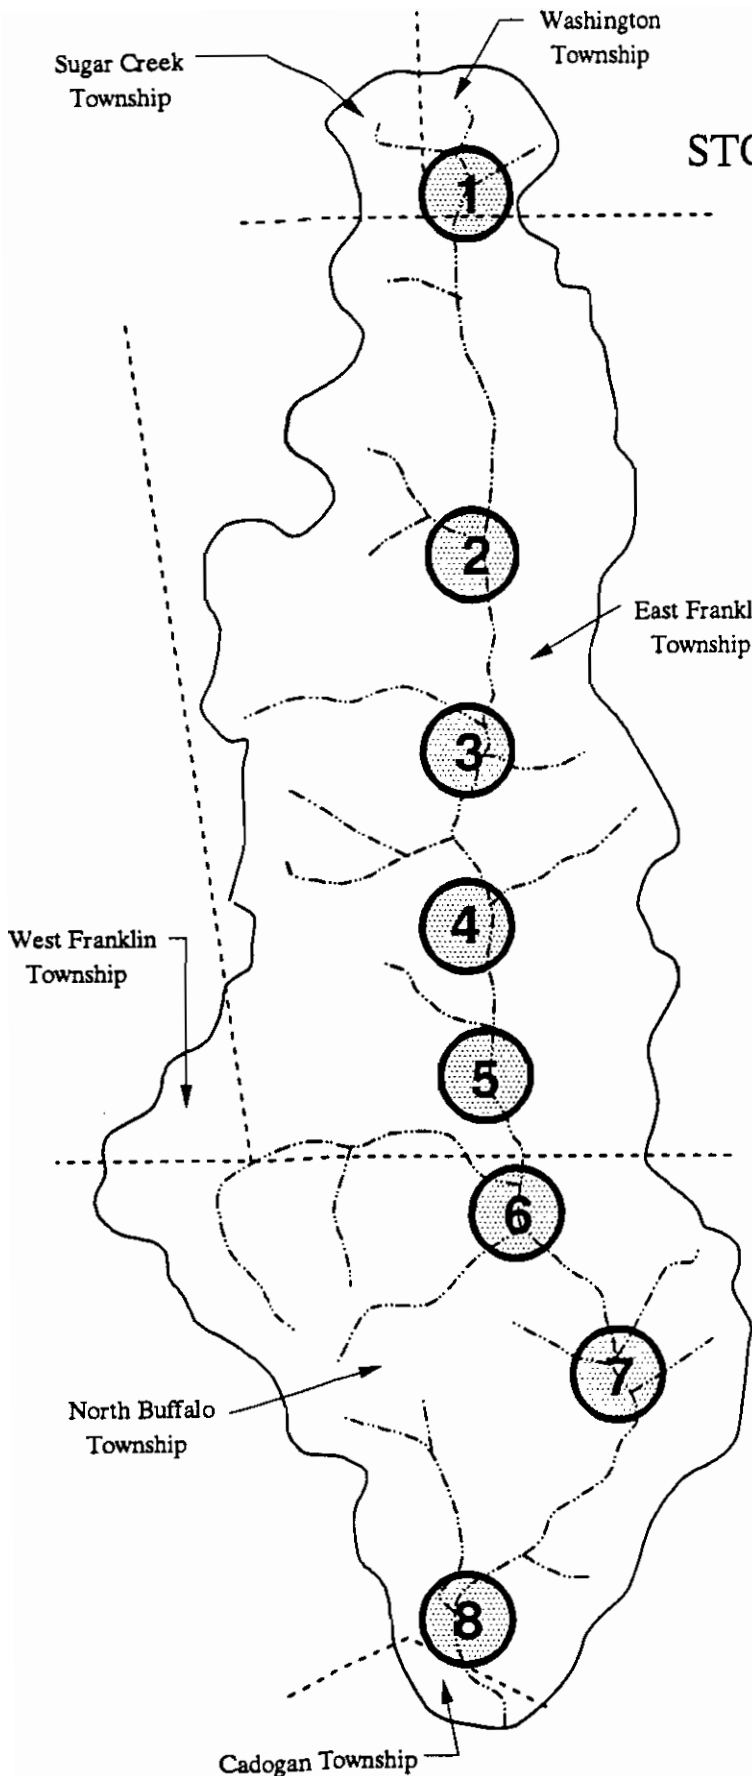 Washington
Township
Sugar Creek
Township
STO
1
2
East Frankl
Township
3
4
West Franklin
Township
5
6
7
North Buffalo
Township
8
Cadogan Township